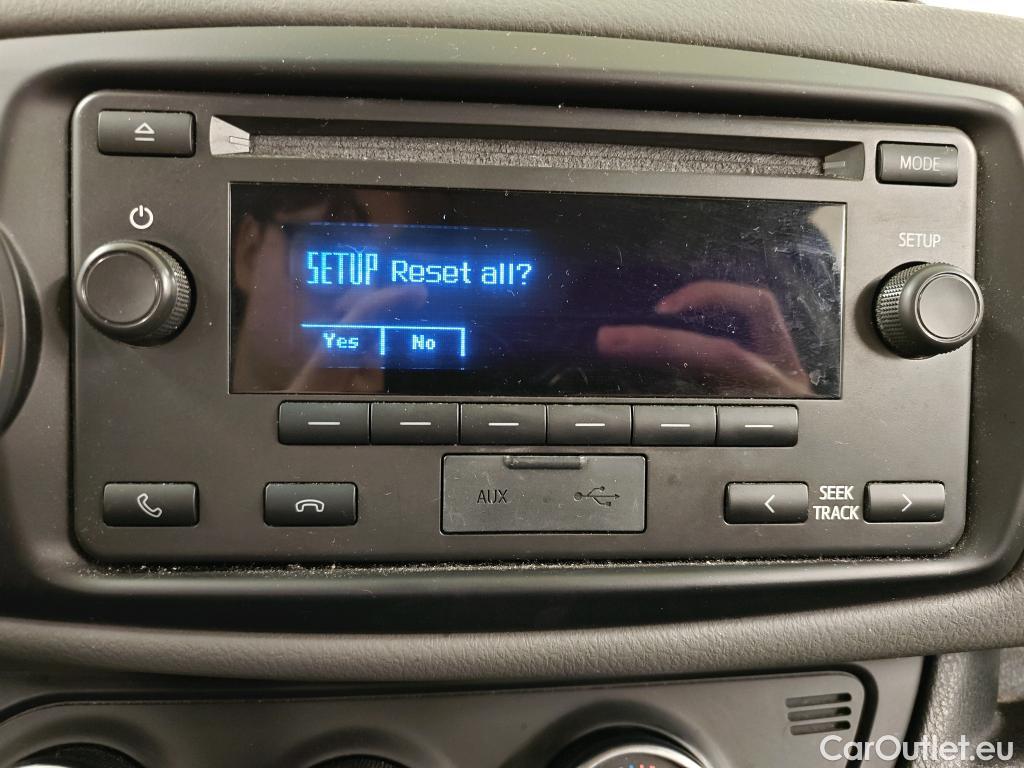 MODE
SETUP
SETUP Reset all?
Yes No
AUX
SEEK
TRACK
CarOutlet.eu